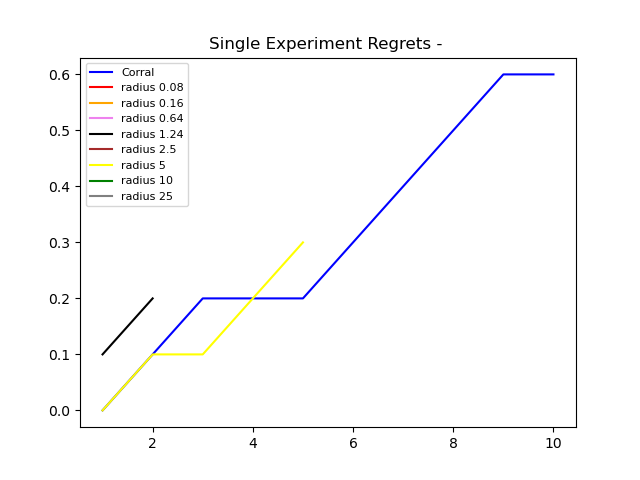 Single Experiment Regrets -
0.6
0.5
0.4
0.3
0.2
0.1
0.0
Corral
radius 0.08
radius 0.16
radius 0.64
radius 1.24
radius 2.5
radius 5
radius 10
radius 25
2 4 6 8 10